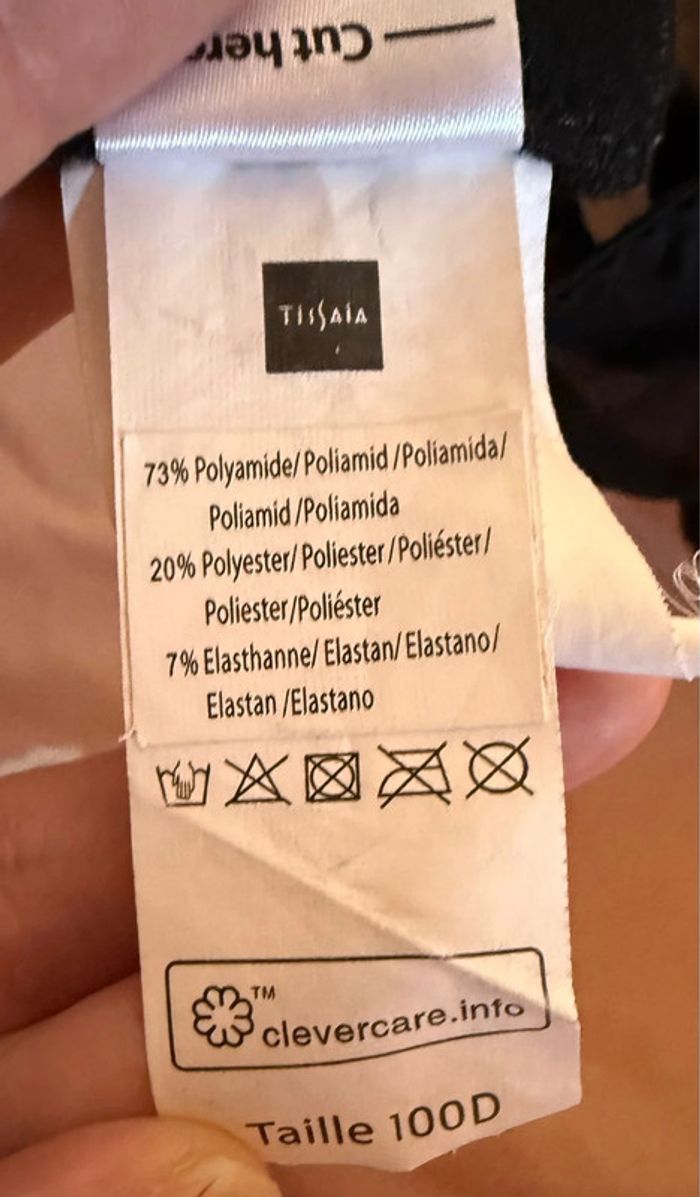 Cut here
TISSAIA
73% Polyamide/ Poliamid /Poliamida/
Poliamid /Poliamida
20% Polyester/ Poliester /Poliéster/
Poliester/Poliéster
7% Elasthanne/ Elastan/ Elastano/
Elastan /Elastano
TM
clevercare.info
Taille 100D